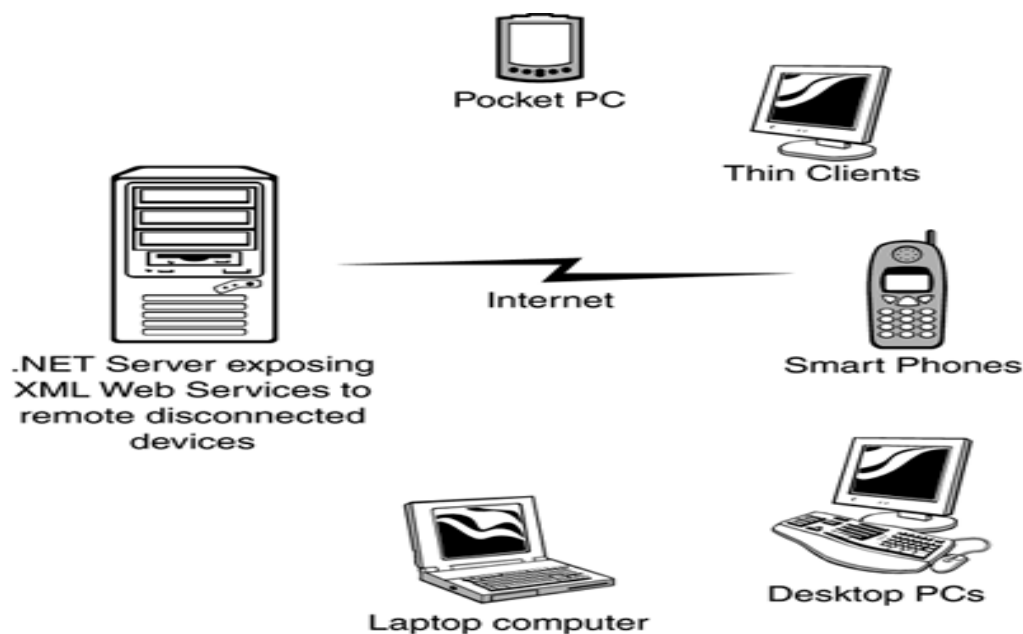 Pocket PC
Thin Clients
Internet
.NET Server exposing
XML Web Services to
remote disconnected
devices
Smart Phones
Desktop PCs
Laptop computer